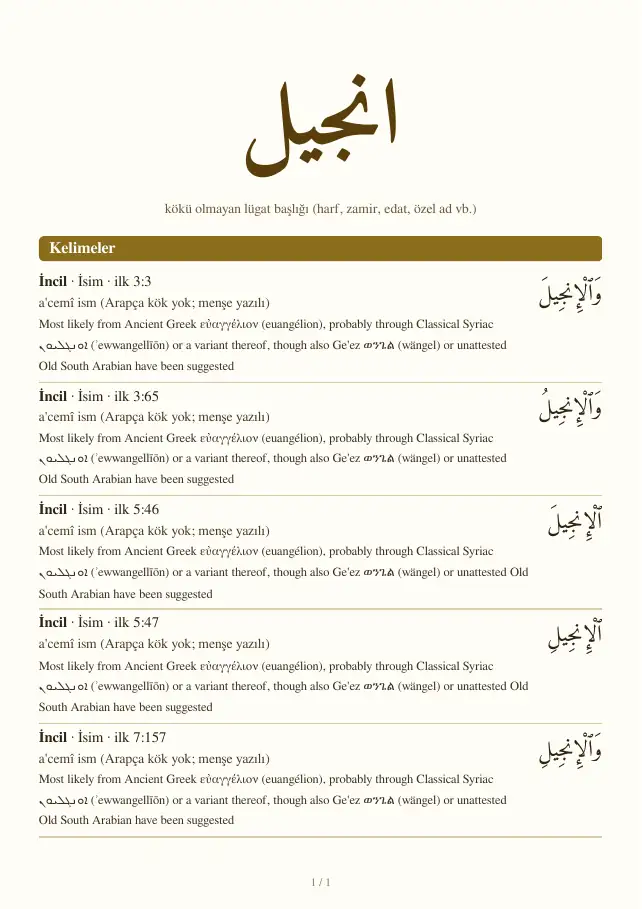 انجيل
kökü olmayan lügat başlığı (harf, zamir, edat, özel ad vb.)
Kelimeler
İncil · İsim · ilk 3:3
وَٱلْإِنجِيلَ
a'cemî ism (Arapça kök yok; menşe yazılı)
Most likely from Ancient Greek εὐαγγέλιον (euangélion), probably through Classical Syriac
ܐܘܢܓܠܝܘܢ (ʾewwangellīōn) or a variant thereof, though also Ge'ez ወንጌል (wängel) or unattested
Old South Arabian have been suggested
İncil · İsim · ilk 3:65
وَٱلْإِنجِيلُ
a'cemî ism (Arapça kök yok; menşe yazılı)
Most likely from Ancient Greek εὐαγγέλιον (euangélion), probably through Classical Syriac
ܐܘܢܓܠܝܘܢ (ʾewwangellīōn) or a variant thereof, though also Ge'ez ወንጌል (wängel) or unattested
Old South Arabian have been suggested
İncil · İsim · ilk 5:46
ٱلْإِنجِيلَ
a'cemî ism (Arapça kök yok; menşe yazılı)
Most likely from Ancient Greek εὐαγγέλιον (euangélion), probably through Classical Syriac
ܐܘܢܓܠܝܘܢ (ʾewwangellīōn) or a variant thereof, though also Ge'ez ወንጌል (wängel) or unattested Old
South Arabian have been suggested
İncil · İsim · ilk 5:47
ٱلْإِنجِيلِ
a'cemî ism (Arapça kök yok; menşe yazılı)
Most likely from Ancient Greek εὐαγγέλιον (euangélion), probably through Classical Syriac
ܐܘܢܓܠܝܘܢ (ʾewwangellīōn) or a variant thereof, though also Ge'ez ወንጌል (wängel) or unattested Old
South Arabian have been suggested
İncil · İsim · ilk 7:157
وَٱلْإِنجِيلِ
a'cemî ism (Arapça kök yok; menşe yazılı)
Most likely from Ancient Greek εὐαγγέλιον (euangélion), probably through Classical Syriac
ܐܘܢܓܠܝܘܢ (ʾewwangellīōn) or a variant thereof, though also Ge'ez ወንጌል (wängel) or unattested
Old South Arabian have been suggested
1 / 1